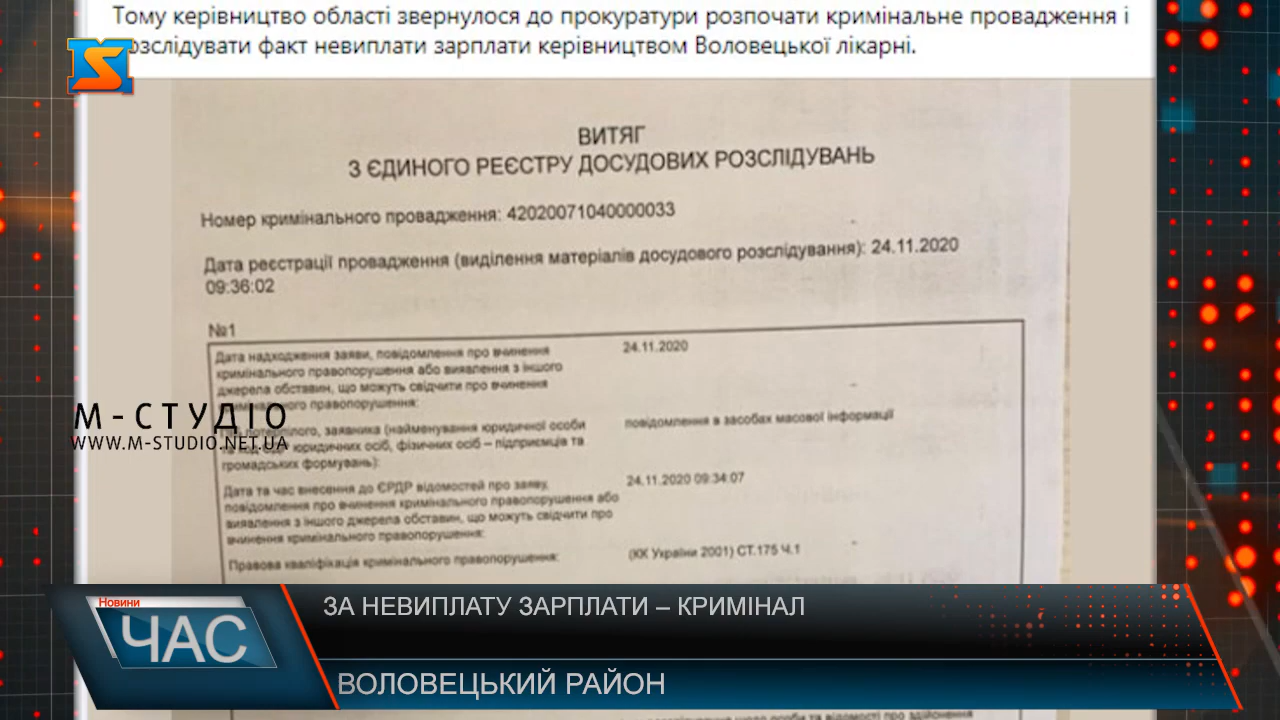 Тому керівництво області звернулося до прокуратури розпочати кримінальне провадження і
розслідувати факт невиплати зарплати керівництвом Воловецької лікарні.
ВИТЯГ
З ЄДИНОГО РЕЄСТРУ ДОСУДОВИХ РОЗСЛІДУВАНЬ
Номер кримінального провадження: 42020071040000033
Дата реєстрації провадження (виділення матеріалів досудового розслідування): 24.11.2020
09:36:02
№1
Дата надходження заяви, повідомлення про вчинення
кримінального правопорушення або виявлення з іншого
джерела обставин, що можуть свідчити про вчинення
кримінального правопорушення:
24.11.2020
потерпілого, заявника (найменування юридичної особи
юридичних осіб, фізичних осіб – підприємців та
громадських формувань):
повідомлення в засобах масової інформації
Дата та час внесення до ЄРДР відомостей про заяву,
повідомлення про вчинення кримінального правопорушення або
виявлення з іншого джерела обставин, що можуть свідчити про
вчинення кримінального правопорушення:
24.11.2020 09:34:07
Правова кваліфікація кримінального правопорушення:
(КК України 2001) СТ.175 Ч.1
М-СТУДІО
WWW.M-STUDIO.NET.UA
Новини
ЧАС
ЗА НЕВИПЛАТУ ЗАРПЛАТИ – КРИМІНАЛ
ВОЛОВЕЦЬКИЙ РАЙОН